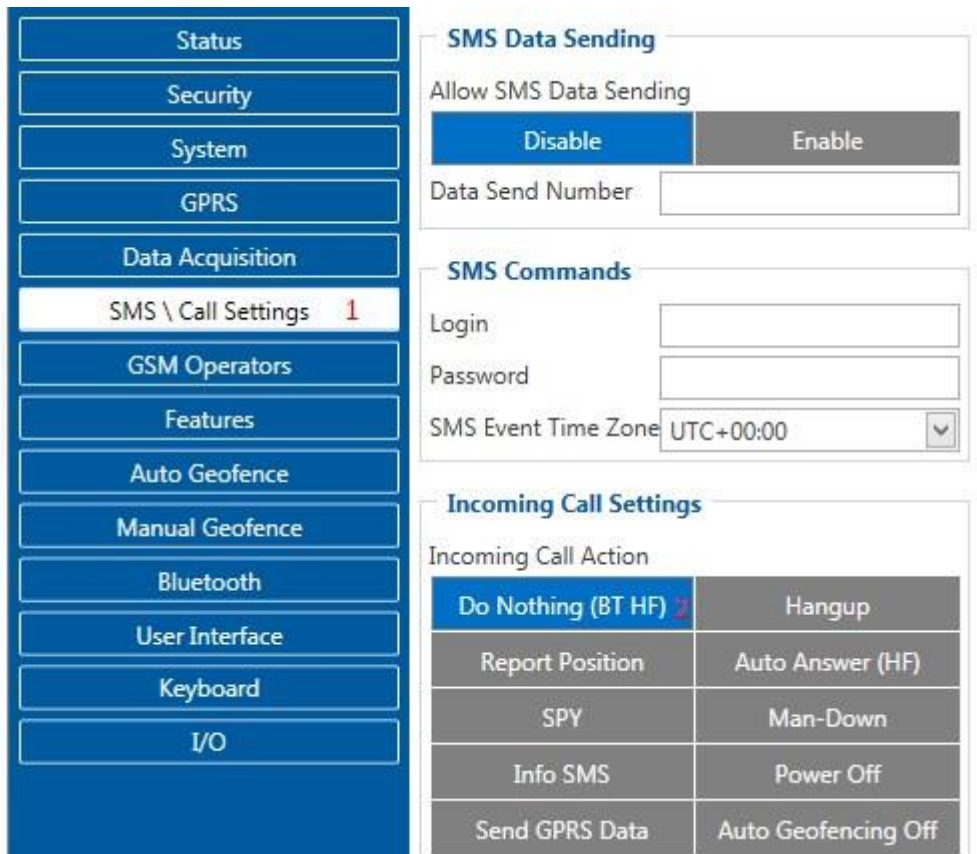 Status
Security
System
GPRS
Data Acquisition
SMS \ Call Settings 1
GSM Operators
Features
Auto Geofence
Manual Geofence
Bluetooth
User Interface
Keyboard
I/O
SMS Data Sending
Allow SMS Data Sending
Disable Enable
Data Send Number
SMS Commands
Login
Password
SMS Event Time Zone UTC+00:00
Incoming Call Settings
Incoming Call Action
Do Nothing (BT HF) 2 Hangup
Report Position Auto Answer (HF)
SPY Man-Down
Info SMS Power Off
Send GPRS Data Auto Geofencing Off